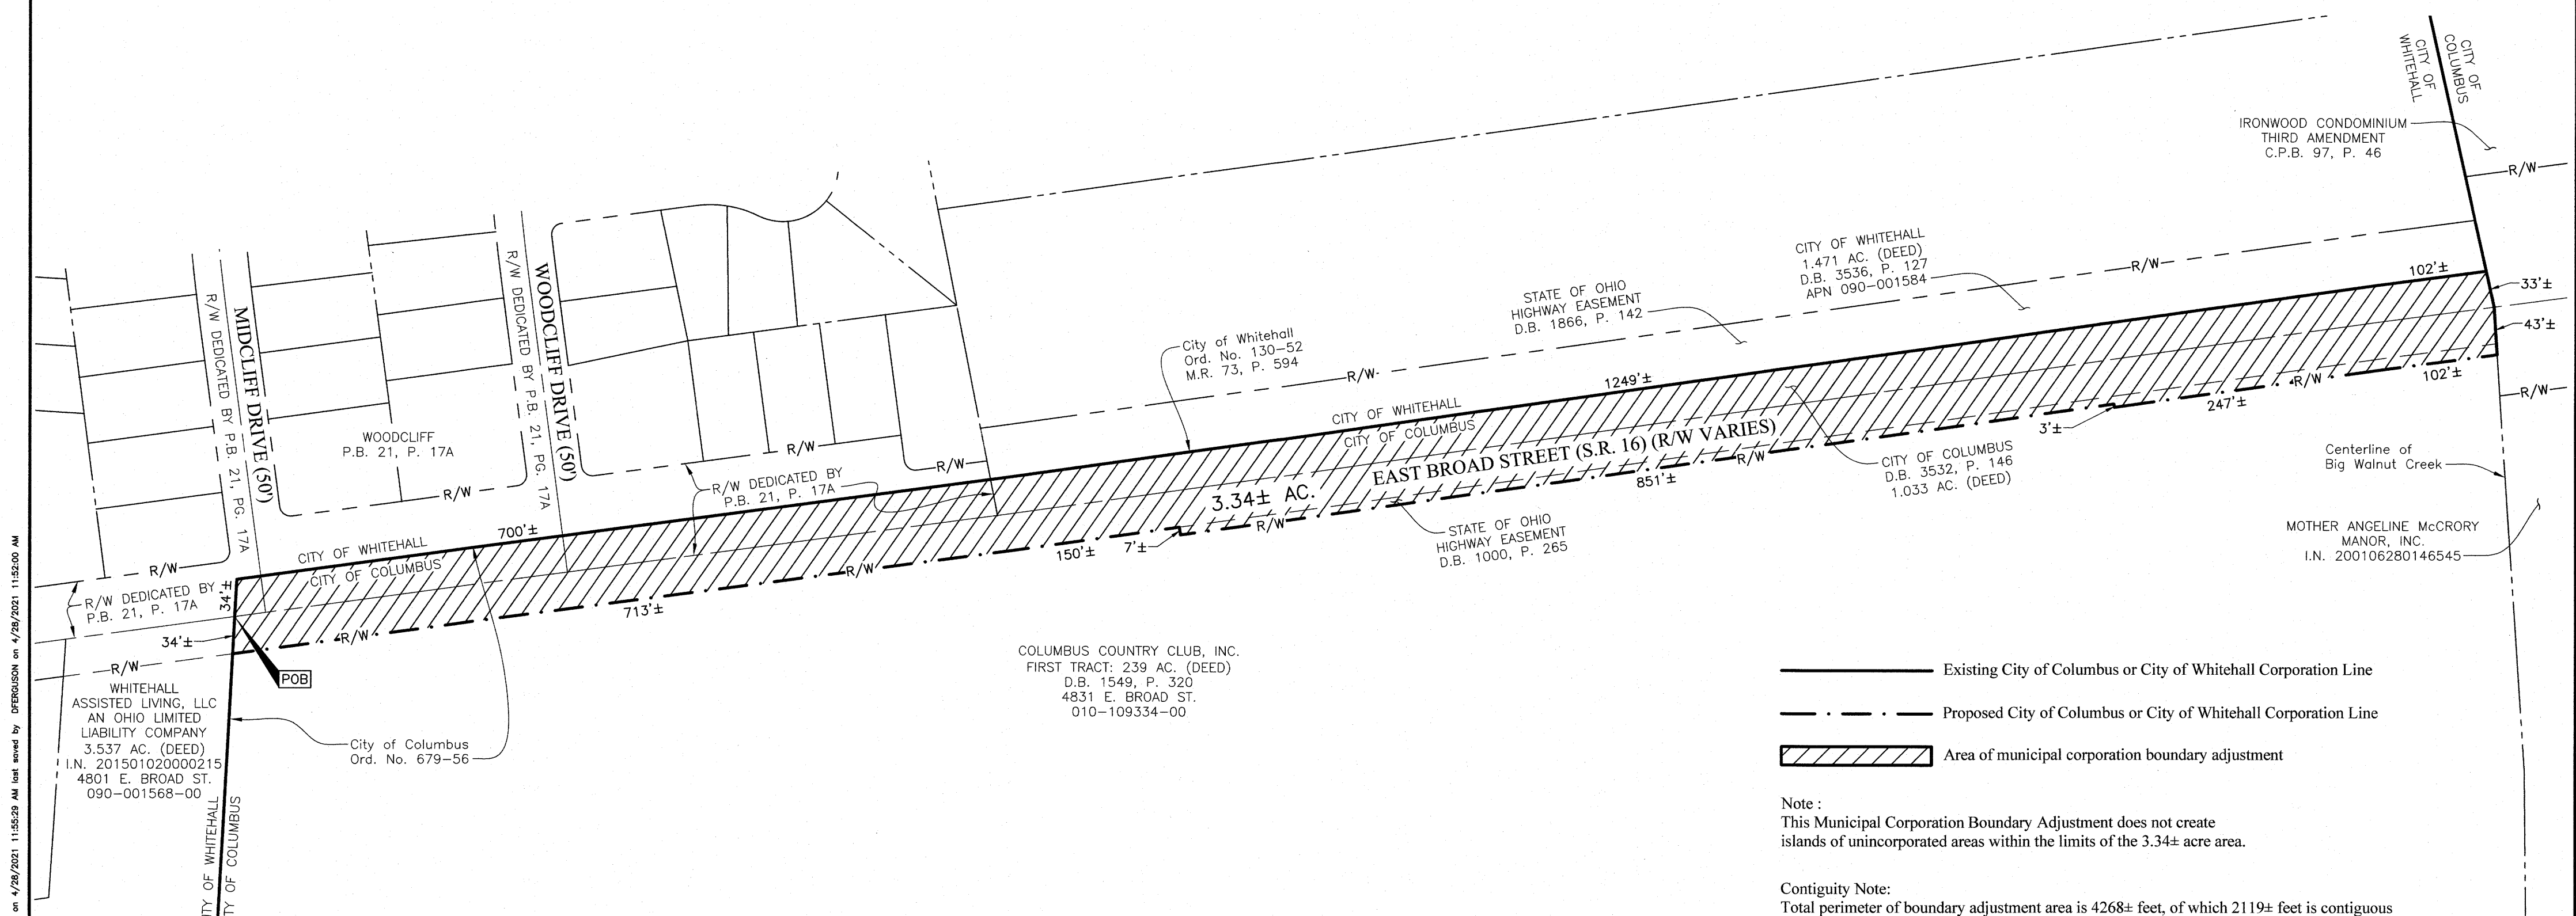 CITY OF
COLUMBUS
CITY OF
WHITEHALL
IRONWOOD CONDOMINIUM
THIRD AMENDMENT
C.P.B. 97, P. 46
R/W
CITY OF WHITEHALL
1.471 AC. (DEED)
D.B. 3536, P. 127
APN 090-001584
R/W
102'±
33'±
43'±
STATE OF OHIO
HIGHWAY EASEMENT
D.B. 1866, P. 142
City of Whitehall
Ord. No. 130-52
M.R. 73, P. 594
R/W
1249'±
CITY OF WHITEHALL
CITY OF COLUMBUS
EAST BROAD STREET (S.R. 16) (R/W VARIES)
3.34± AC.
R/W
102'±
R/W
247'±
3'±
R/W
851'±
CITY OF COLUMBUS
D.B. 3532, P. 146
1.033 AC. (DEED)
Centerline of
Big Walnut Creek
MOTHER ANGELINE McCRORY
MANOR, INC.
I.N. 200106280146545
STATE OF OHIO
HIGHWAY EASEMENT
D.B. 1000, P. 265
R/W
7'±
150'±
MIDCLIFF DRIVE (50')
R/W DEDICATED BY P.B. 21, PG. 17A
WOODCLIFF DRIVE (50')
R/W DEDICATED BY P.B. 21, PG. 17A
WOODCLIFF
P.B. 21, P. 17A
R/W
R/W
R/W
R/W DEDICATED BY
P.B. 21, P. 17A
700'±
CITY OF WHITEHALL
CITY OF COLUMBUS
R/W
R/W DEDICATED BY
P.B. 21, P. 17A
34'±
34'±
R/W
R/W
713'±
R/W
POB
WHITEHALL
ASSISTED LIVING, LLC
AN OHIO LIMITED
LIABILITY COMPANY
3.537 AC. (DEED)
I.N. 201501020000215
4801 E. BROAD ST.
090-001568-00
City of Columbus
Ord. No. 679-56
COLUMBUS COUNTRY CLUB, INC.
FIRST TRACT: 239 AC. (DEED)
D.B. 1549, P. 320
4831 E. BROAD ST.
010-109334-00
TY OF WHITEHALL
TY OF COLUMBUS
Existing City of Columbus or City of Whitehall Corporation Line
Proposed City of Columbus or City of Whitehall Corporation Line
Area of municipal corporation boundary adjustment
Note :
This Municipal Corporation Boundary Adjustment does not create
islands of unincorporated areas within the limits of the 3.34± acre area.
Contiguity Note:
Total perimeter of boundary adjustment area is 4268± feet, of which 2119± feet is contiguous
on 4/28/2021 11:55:29 AM last saved by DFERGUSON on 4/28/2021 11:52:00 AM